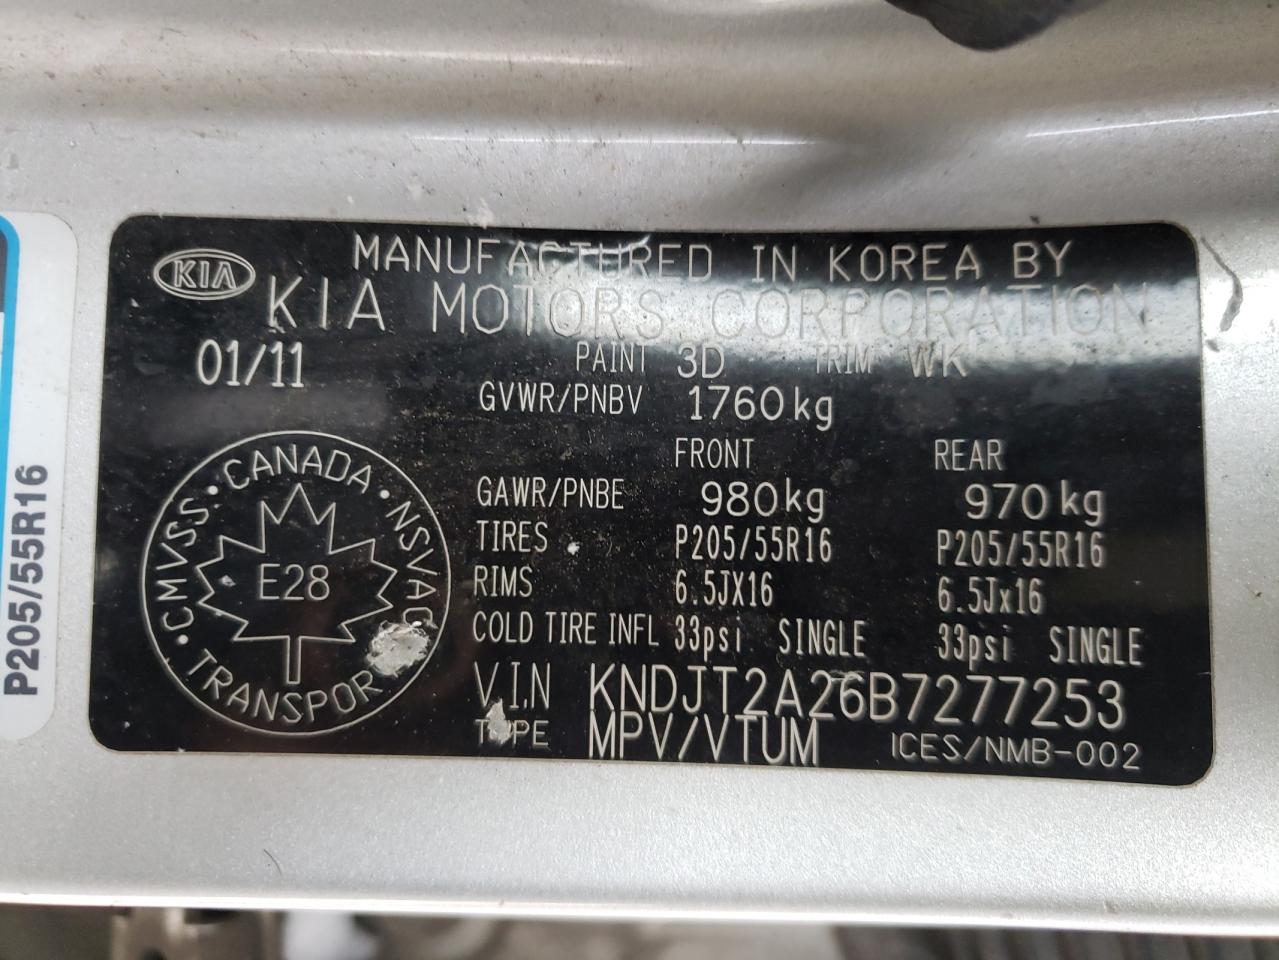 KIA
MANUFACTURED IN KOREA BY
KIA MOTORS CORPORATION
01/11
PAINT 3D TRIM WK
GVWR/PNBV 1760kg
FRONT REAR
GAWR/PNBE 980kg 970kg
TIRES P205/55R16 P205/55R16
RIMS 6.5JX16 6.5Jx16
COLD TIRE INFL 33psi SINGLE 33psi SINGLE
V.I.N KNDJT2A26B7277253
TYPE MPV/VTUM ICES/NMB-002
CANADA • NSVAC • TRANSPORT • CMVSS •
E28
P205/55R16